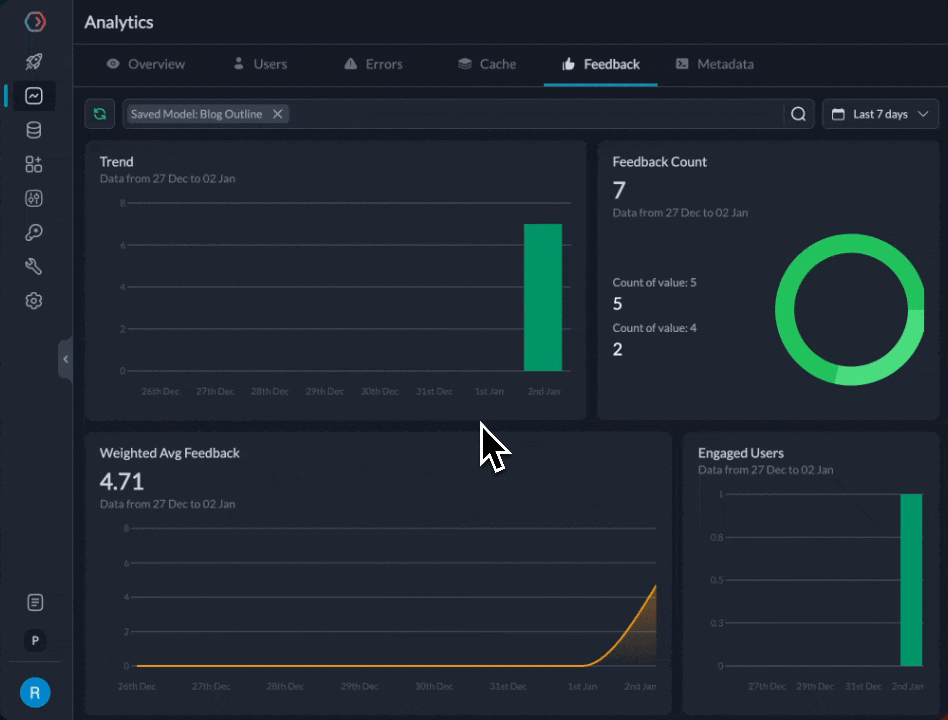 Analytics
Overview
Users
Errors
Cache
Feedback
Metadata
Saved Model: Blog Outline
Last 7 days
Trend
Data from 27 Dec to 02 Jan
8
6
4
2
0
26th Dec 27th Dec 28th Dec 29th Dec 30th Dec 31st Dec 1st Jan 2nd Jan
Feedback Count
7
Data from 27 Dec to 02 Jan
Count of value: 5
5
Count of value: 4
2
Weighted Avg Feedback
4.71
Data from 27 Dec to 02 Jan
8
6
4
2
0
26th Dec 27th Dec 28th Dec 29th Dec 30th Dec 31st Dec 1st Jan 2nd Jan
Engaged Users
Data from 27 Dec to 02 Jan
1
0.8
0.5
0.3
0
27th Dec 29th Dec 31st Dec 2nd Jan
P
R